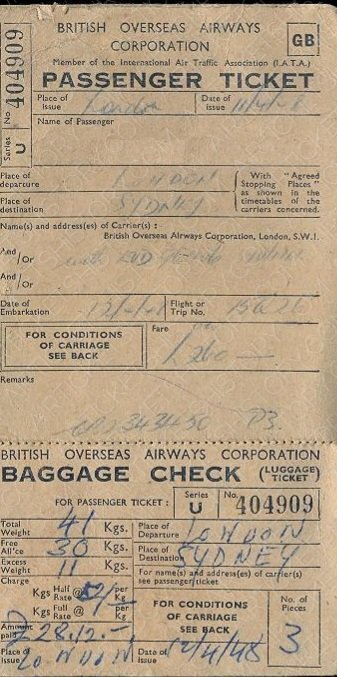 BRITISH OVERSEAS AIRWAYS
CORPORATION
GB
Member of the International Air Traffic Association (I.A.T.A.)
PASSENGER TICKET
Series U No 404909
Place of issue London
Date of issue
Name of Passenger
Place of departure LONDON
Place of destination SYDNEY
With "Agreed Stopping Places" as shown in the timetables of the carriers concerned.
Name(s) and address(es) of Carrier(s) :-
British Overseas Airways Corporation, London, S.W.1.
And/Or
And/Or
Date of Embarkation
Flight or Trip No.
FOR CONDITIONS
OF CARRIAGE
SEE BACK
Fare £260
Remarks
BRITISH OVERSEAS AIRWAYS CORPORATION
BAGGAGE CHECK (LUGGAGE TICKET)
FOR PASSENGER TICKET : Series U No. 404909
Total Weight 41 Kgs.
Place of Departure LONDON
Free All'ce 30 Kgs.
Place of Destination SYDNEY
Excess Weight 11 Kgs.
For name(s) and address(es) of carrier(s) see passenger ticket
Charge
Kgs Half Rate @ 52/- per Kg
Kgs Full Rate @ per Kg
FOR CONDITIONS
OF CARRIAGE
SEE BACK
No. of Pieces
3
Amount paid £28.12.-
Place of Issue LONDON
Date of Issue 12/4/48